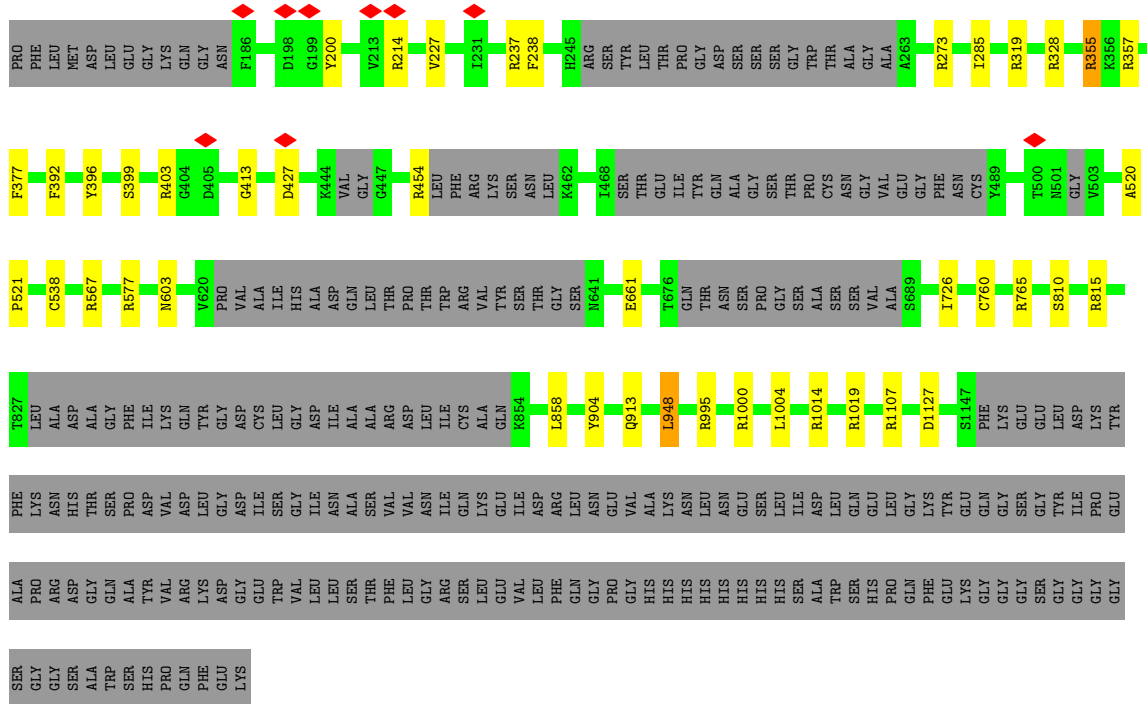 PRO PHE LEU MET ASP LEU GLU GLY LYS GLN GLY ASN F186 D198 G199 Y200 V213 R214 V227 I231 R237 F238 H245 ARG SER TYR LEU THR PRO GLY ASP SER SER SER GLY TRP THR ALA GLY ALA A263 R273 I285 R319 R328 R355 K356 R357
F377 F392 Y396 S399 R403 G404 D405 G413 D427 K444 VAL GLY G447 R454 LEU PHE ARG LYS SER ASN LEU K462 I468 SER THR GLU ILE TYR GLN ALA GLY SER THR PRO CYS ASN GLY VAL GLU GLY PHE ASN CYS Y489 T500 N501 GLY V503 A520
P521 C538 R567 R577 N603 V620 PRO VAL ALA ILE HIS ALA ASP GLN LEU THR PRO THR TRP ARG VAL TYR SER THR GLY SER N641 E661 T676 GLN THR ASN SER PRO GLY SER ALA SER SER VAL ALA S689 I726 C760 R765 S810 R815
T827 LEU ALA ASP ALA GLY PHE ILE LYS GLN TYR GLY ASP CYS LEU GLY ASP ILE ALA ALA ARG ASP LEU ILE CYS ALA GLN K854 L858 Y904 Q913 L948 R995 R1000 L1004 R1014 R1019 R1107 D1127 S1147 PHE LYS GLU GLU LEU ASP LYS TYR
PHE LYS ASN HIS THR SER PRO ASP VAL ASP LEU GLY ASP ILE SER GLY ILE ASN ALA SER VAL VAL ASN ILE GLN LYS GLU ILE ASP ARG LEU ASN GLU VAL ALA LYS ASN LEU ASN GLU SER LEU ILE ASP LEU GLN GLU LEU GLY LYS TYR GLU GLN GLY SER GLY TYR ILE PRO GLU
ALA PRO ARG ASP GLY GLN ALA TYR VAL ARG LYS ASP GLY GLU TRP VAL LEU LEU SER THR PHE LEU GLY ARG SER LEU GLU VAL LEU PHE GLN GLY PRO GLY HIS HIS HIS HIS HIS HIS HIS HIS SER ALA TRP SER HIS PRO GLN PHE GLU LYS GLY GLY GLY SER GLY GLY GLY GLY
SER GLY GLY SER ALA TRP SER HIS PRO GLN PHE GLU LYS